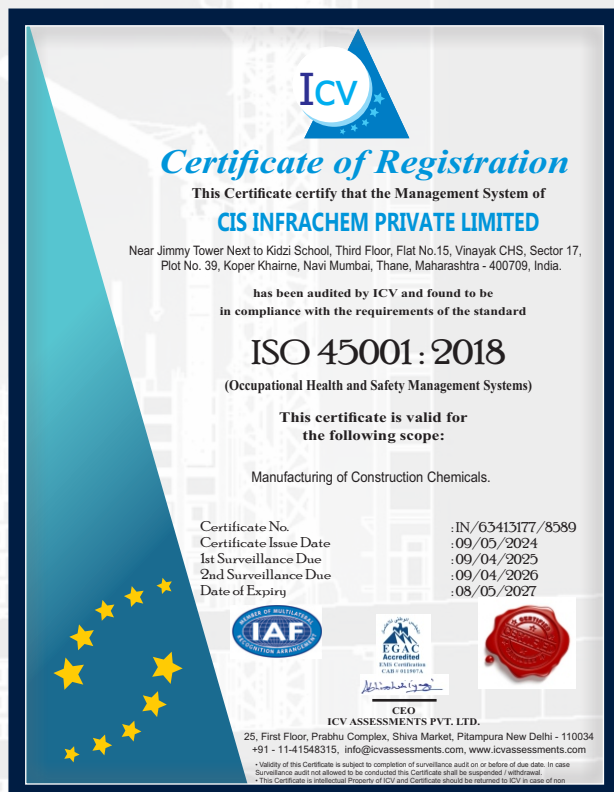 Icv
Certificate of Registration
This Certificate certify that the Management System of
CIS INFRACHEM PRIVATE LIMITED
Near Jimmy Tower Next to Kidzi School, Third Floor, Flat No.15, Vinayak CHS, Sector 17,
Plot No. 39, Koper Khairne, Navi Mumbai, Thane, Maharashtra - 400709, India.
has been audited by ICV and found to be
in compliance with the requirements of the standard
ISO 45001 : 2018
(Occupational Health and Safety Management Systems)
This certificate is valid for
the following scope:
Manufacturing of Construction Chemicals.
Certificate No. : IN/63413177/8589
Certificate Issue Date : 09/05/2024
1st Surveillance Due : 09/04/2025
2nd Surveillance Due : 09/04/2026
Date of Expiry : 08/05/2027
MEMBER OF MULTILATERAL
IAF
RECOGNITION ARRANGEMENT
EGAC
Accredited
EMS Certification
CAB # 011907A
CERTIFIED
CEO
ICV ASSESSMENTS PVT. LTD.
25, First Floor, Prabhu Complex, Shiva Market, Pitampura New Delhi - 110034
+91 - 11-41548315, info@icvassessments.com, www.icvassessments.com
• Validity of this Certificate is subject to completion of surveillance audit on or before of due date. In case
Surveillance audit not allowed to be conducted this Certificate shall be suspended / withdrawal.
• This Certificate is intellectual Property of ICV and Certificate should be returned to ICV in case of non